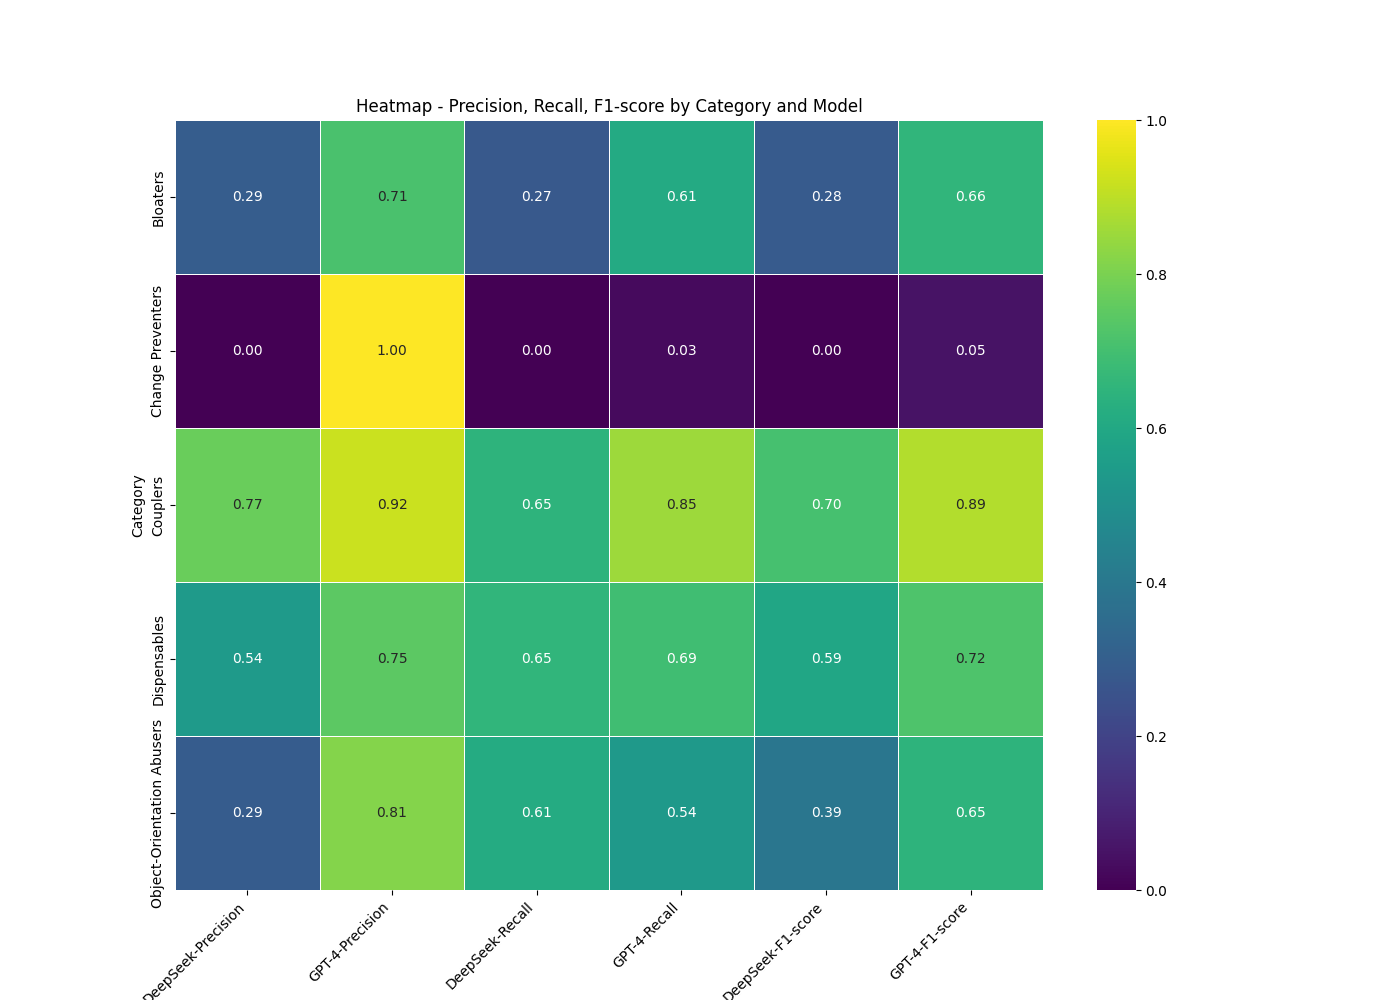 Heatmap - Precision, Recall, F1-score by Category and Model
Category
Bloaters
0.29 0.71 0.27 0.61 0.28 0.66
Change Preventers
0.00 1.00 0.00 0.03 0.00 0.05
Couplers
0.77 0.92 0.65 0.85 0.70 0.89
Dispensables
0.54 0.75 0.65 0.69 0.59 0.72
Object-Orientation Abusers
0.29 0.81 0.61 0.54 0.39 0.65
DeepSeek-Precision
GPT-4-Precision
DeepSeek-Recall
GPT-4-Recall
DeepSeek-F1-score
GPT-4-F1-score
1.0
0.8
0.6
0.4
0.2
0.0